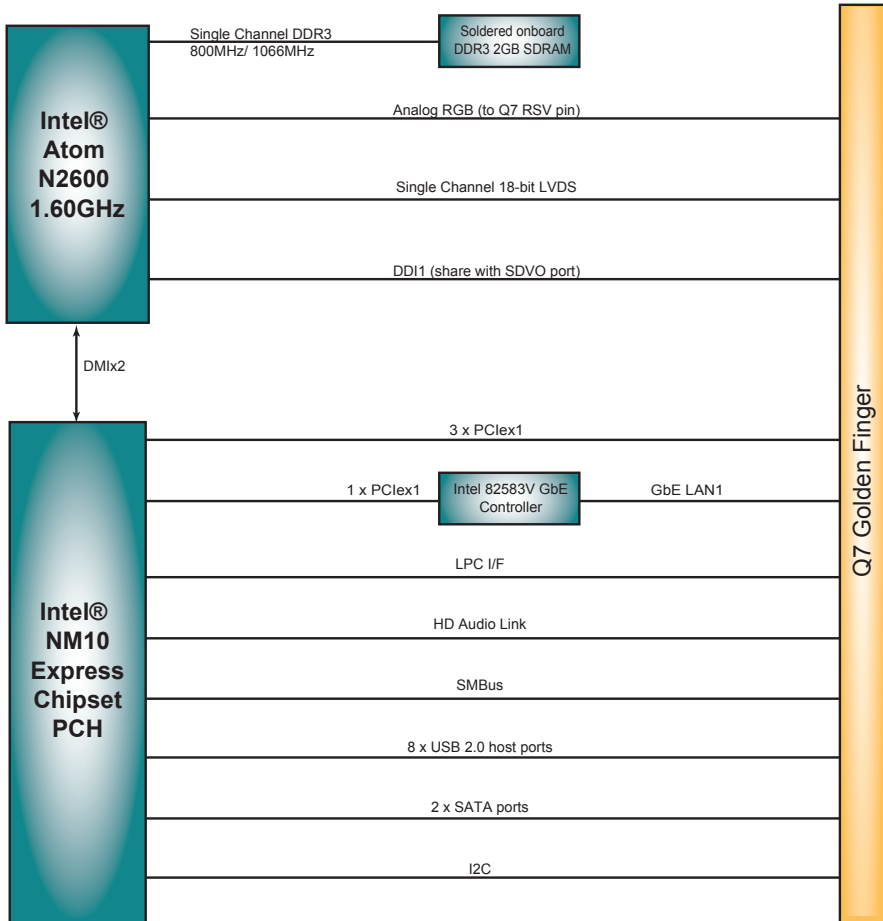 Single Channel DDR3
800MHz/ 1066MHz
Soldered onboard
DDR3 2GB SDRAM
Intel®
Atom
N2600
1.60GHz
Analog RGB (to Q7 RSV pin)
Single Channel 18-bit LVDS
DDI1 (share with SDVO port)
DMIx2
Intel®
NM10
Express
Chipset
PCH
3 x PCIex1
1 x PCIex1
Intel 82583V GbE
Controller
GbE LAN1
LPC I/F
HD Audio Link
SMBus
8 x USB 2.0 host ports
2 x SATA ports
I2C
Q7 Golden Finger